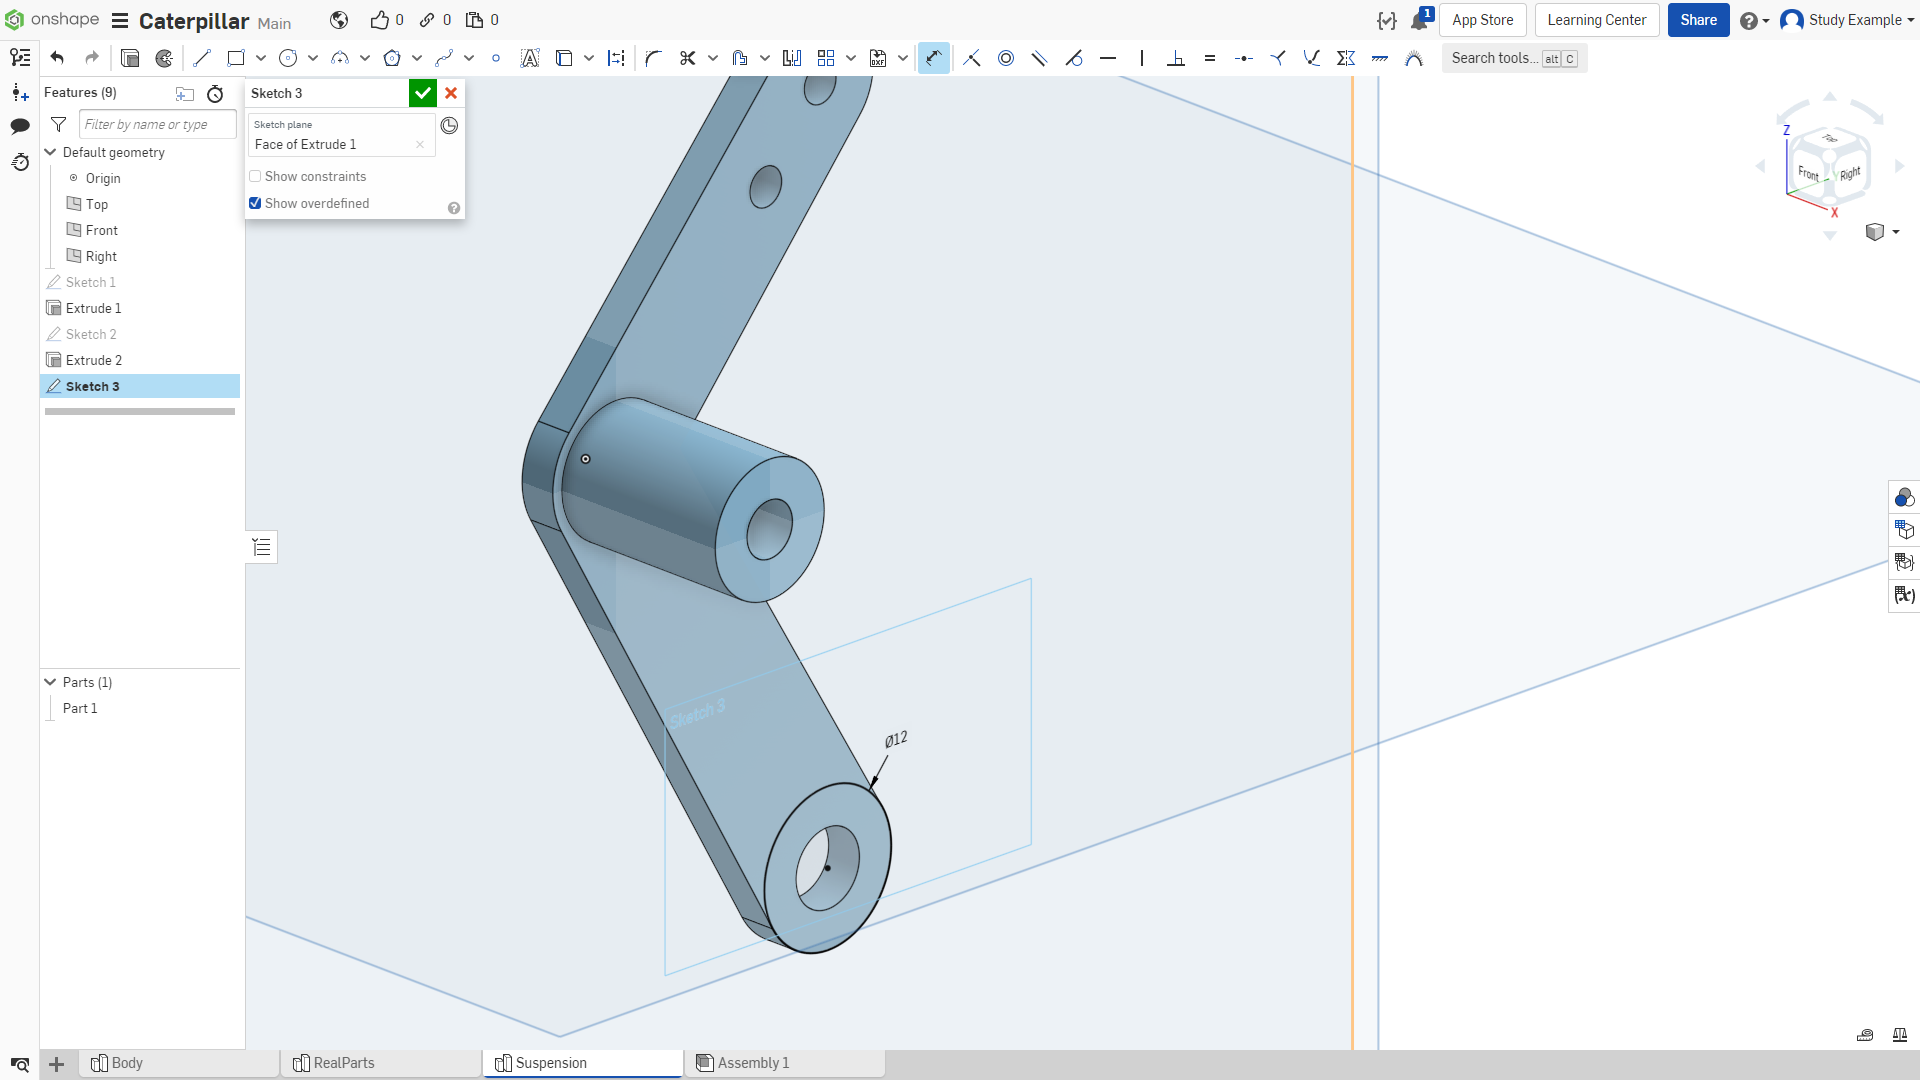 onshape Caterpillar Main 0 0 0 1 App Store Learning Center Share Study Example
Search tools... alt C
Features (9)
Filter by name or type
Default geometry
Origin
Top
Front
Right
Sketch 1
Extrude 1
Sketch 2
Extrude 2
Sketch 3
Parts (1)
Part 1
Sketch 3
Sketch plane
Face of Extrude 1
Show constraints
Show overdefined
Sketch 3
Ø12
Z
Top
Front
Y
Right
X
Body
RealParts
Suspension
Assembly 1